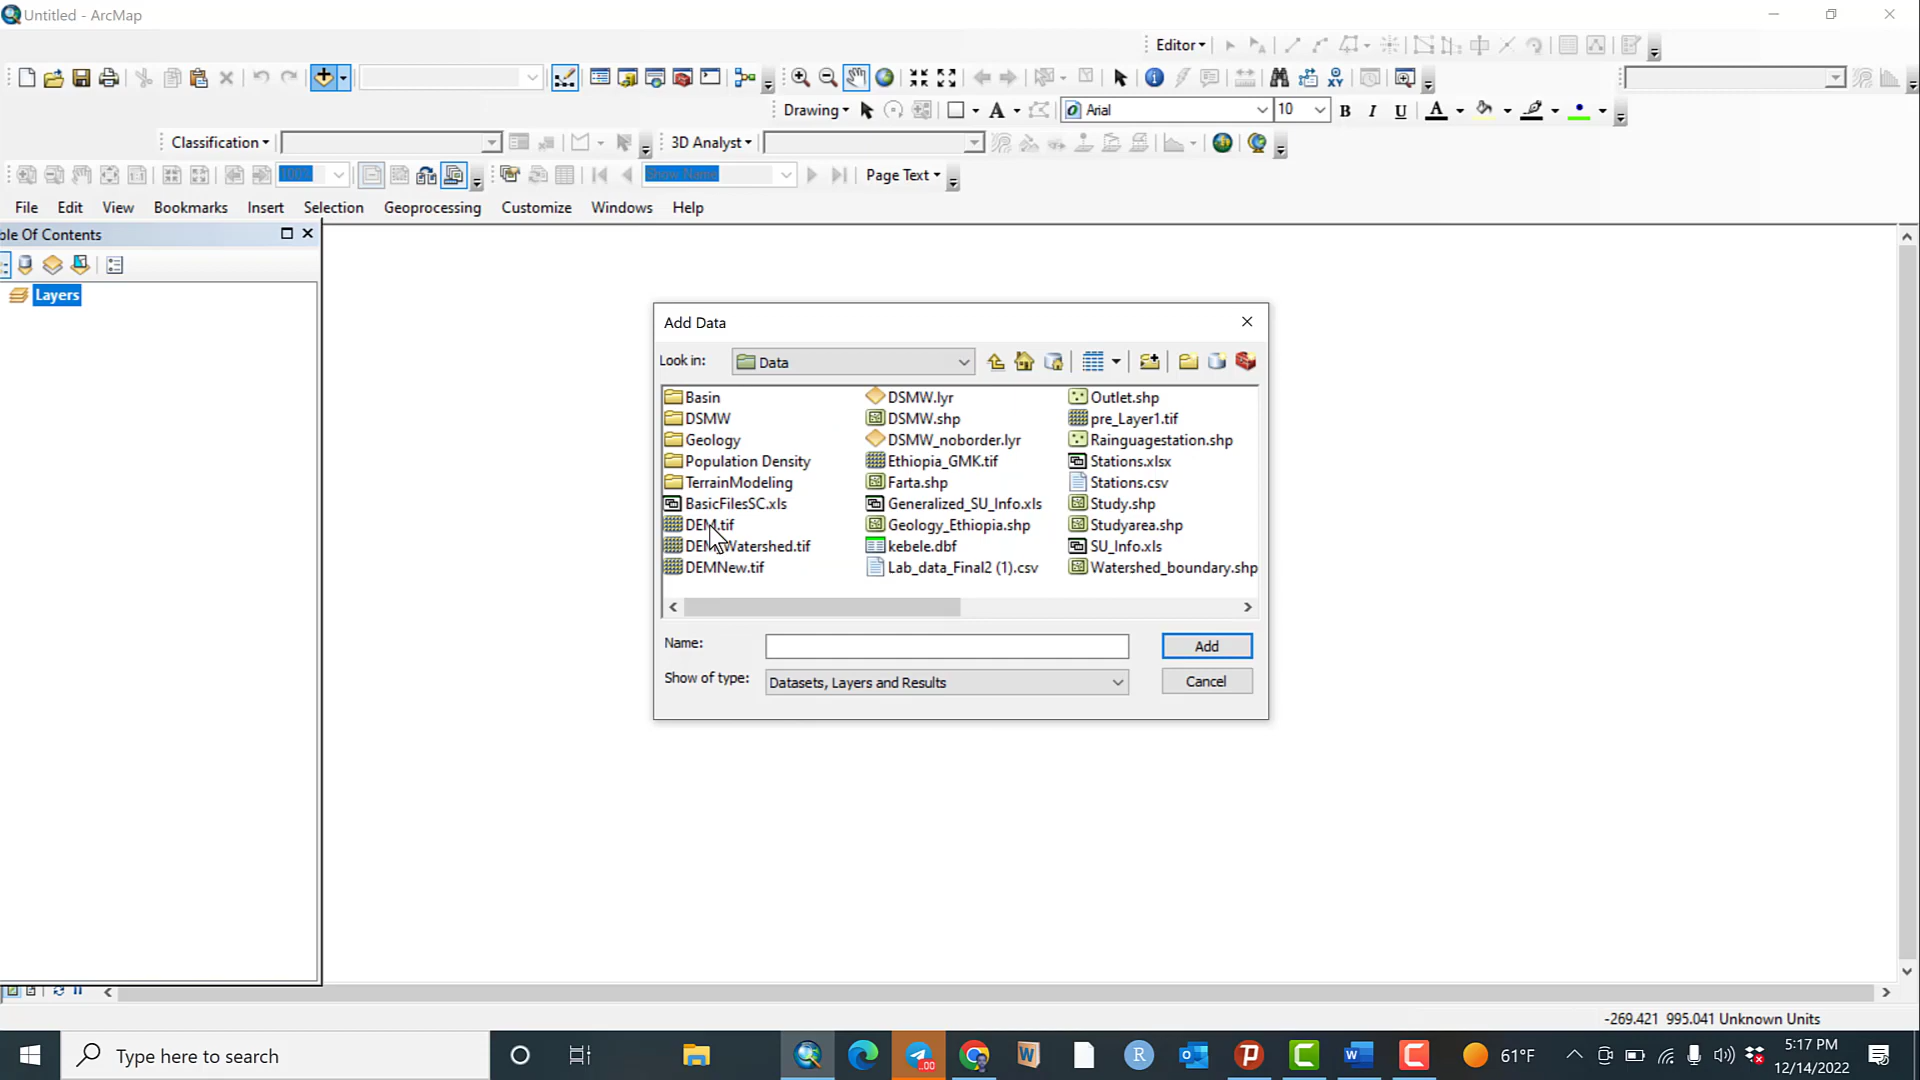 Untitled - ArcMap
Editor
Drawing
Arial
10
B I U A
Classification
3D Analyst
100%
Show Name
Page Text
File Edit View Bookmarks Insert Selection Geoprocessing Customize Windows Help
ble Of Contents
Layers
Add Data
Look in:
Data
Basin
DSMW
Geology
Population Density
TerrainModeling
BasicFilesSC.xls
DEM.tif
Watershed.tif
DEMNew.tif
DSMW.lyr
DSMW.shp
DSMW_noborder.lyr
Ethiopia_GMK.tif
Farta.shp
Generalized_SU_Info.xls
Geology_Ethiopia.shp
kebele.dbf
Lab_data_Final2 (1).csv
Outlet.shp
pre_Layer1.tif
Rainguagestation.shp
Stations.xlsx
Stations.csv
Study.shp
Studyarea.shp
SU_Info.xls
Watershed_boundary.shp
Name:
Add
Show of type:
Datasets, Layers and Results
Cancel
-269.421 995.041 Unknown Units
Type here to search
61°F
5:17 PM
12/14/2022